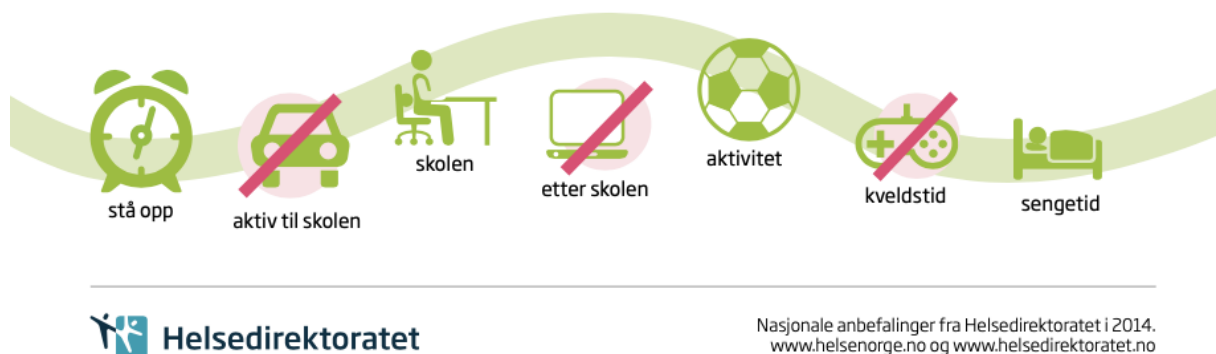 stå opp
aktiv til skolen
skolen
etter skolen
aktivitet
kveldstid
sengetid
Helsedirektoratet
Nasjonale anbefalinger fra Helsedirektoratet i 2014.
www.helsenorge.no og www.helsedirektoratet.no